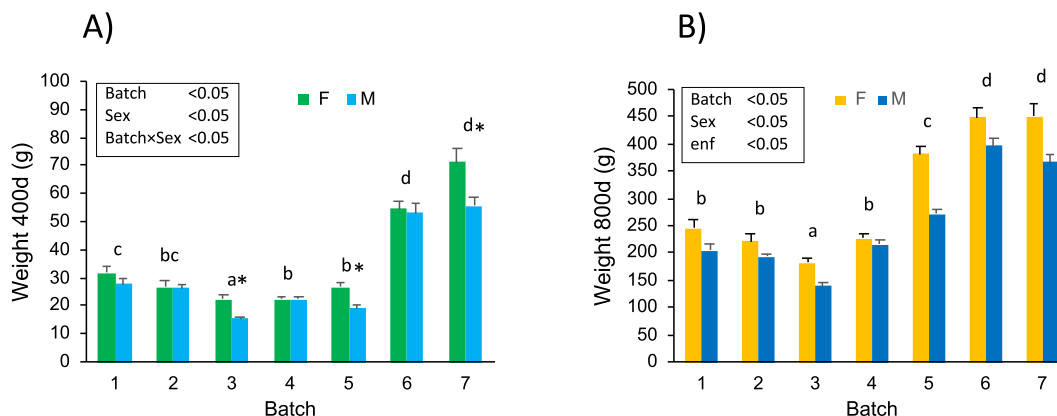 A)
Weight 400d (g)
100
90
80
70
60
50
40
30
20
10
0
Batch <0.05
Sex <0.05
Batch×Sex <0.05
F M
c
bc
a*
b
b*
d
d*
1 2 3 4 5 6 7
Batch
B)
Weight 800d (g)
500
450
400
350
300
250
200
150
100
50
0
Batch <0.05
Sex <0.05
enf <0.05
F M
b
b
a
b
c
d
d
1 2 3 4 5 6 7
Batch